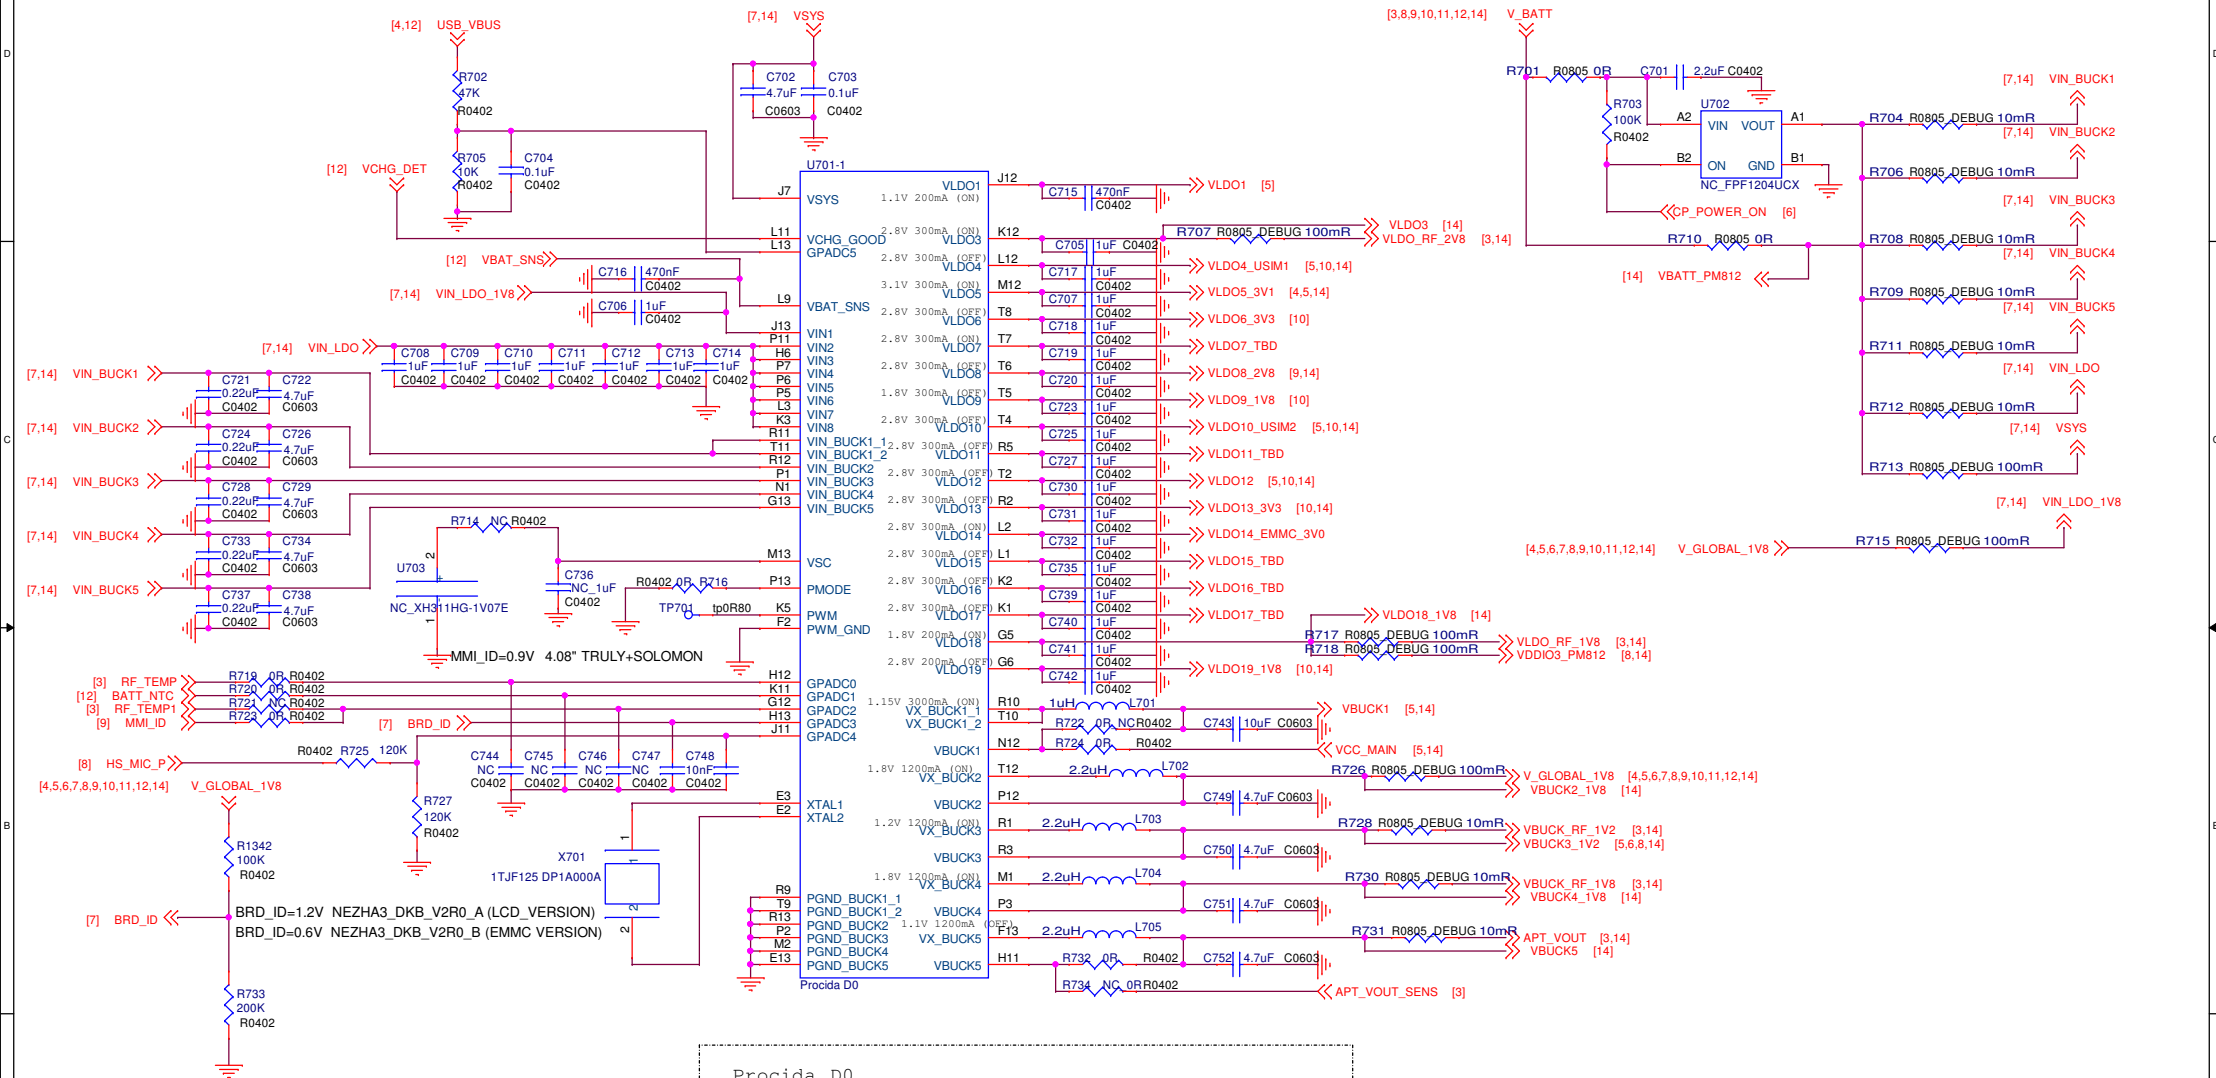 [4,12] USB_VBUS
[7,14] VSYS
[3,8,9,10,11,12,14] V_BATT
D
R702
47K
R0402
C702
4.7uF
C0603
C703
0.1uF
C0402
R701 R0805 0R
C701 2.2uF C0402
R703
100K
R0402
U702
A2 VIN VOUT A1
B2 ON GND B1
NC_FPF1204UCX
CP_POWER_ON [6]
R710 R0805 0R
[14] VBATT_PM812
[7,14] VIN_BUCK1
R704 R0805_DEBUG 10mR
[7,14] VIN_BUCK2
R706 R0805_DEBUG 10mR
[7,14] VIN_BUCK3
R708 R0805_DEBUG 10mR
[7,14] VIN_BUCK4
R709 R0805_DEBUG 10mR
[7,14] VIN_BUCK5
R711 R0805_DEBUG 10mR
[7,14] VIN_LDO
R712 R0805_DEBUG 10mR
[7,14] VSYS
R713 R0805_DEBUG 100mR
[7,14] VIN_LDO_1V8
[4,5,6,7,8,9,10,11,12,14] V_GLOBAL_1V8
R715 R0805_DEBUG 100mR
R705
10K
R0402
C704
0.1uF
C0402
[12] VCHG_DET
[12] VBAT_SNS
C716 470nF
C0402
[7,14] VIN_LDO_1V8
C706 1uF
C0402
[7,14] VIN_LDO
C708 C709 C710 C711 C712 C713 C714
1uF 1uF 1uF 1uF 1uF 1uF 1uF
C0402 C0402 C0402 C0402 C0402 C0402 C0402
[7,14] VIN_BUCK1
C721 C722
0.22uF 4.7uF
C0402 C0603
[7,14] VIN_BUCK2
C724 C726
0.22uF 4.7uF
C0402 C0603
[7,14] VIN_BUCK3
C728 C729
0.22uF 4.7uF
C0402 C0603
[7,14] VIN_BUCK4
C733 C734
0.22uF 4.7uF
C0402 C0603
[7,14] VIN_BUCK5
C737 C738
0.22uF 4.7uF
C0402 C0603
R714 NC R0402
U703
2
NC_XH311HG-1V07E
1
C736
NC_1uF
C0402
R0402 0R R716
TP701 tp0R80
MMI_ID=0.9V 4.08" TRULY+SOLOMON
[3] RF_TEMP
R719 0R R0402
[12] BATT_NTC
R720 0R R0402
[3] RF_TEMP1
R721 NC R0402
[9] MMI_ID
R723 0R R0402
[7] BRD_ID
R0402 R725 120K
[8] HS_MIC_P
C744 C745 C746 C747 C748
NC NC NC NC 10nF
C0402 C0402 C0402 C0402 C0402
[4,5,6,7,8,9,10,11,12,14] V_GLOBAL_1V8
R727
120K
R0402
R1342
100K
R0402
X701
1TJF125 DP1A000A
1
1
2
2
[7] BRD_ID
BRD_ID=1.2V NEZHA3_DKB_V2R0_A (LCD_VERSION)
BRD_ID=0.6V NEZHA3_DKB_V2R0_B (EMMC VERSION)
R733
200K
R0402
U701-1
J7 VSYS
L11 VCHG_GOOD
L13 GPADC5
L9 VBAT_SNS
J13 VIN1
P11 VIN2
H6 VIN3
P7 VIN4
P6 VIN5
P5 VIN6
L3 VIN7
K3 VIN8
R11 VIN_BUCK1_1
T11 VIN_BUCK1_2
R12 VIN_BUCK2
P1 VIN_BUCK3
N1 VIN_BUCK4
G13 VIN_BUCK5
M13 VSC
P13 PMODE
K5 PWM
F2 PWM_GND
H12 GPADC0
K11 GPADC1
G12 GPADC2
H13 GPADC3
J11 GPADC4
E3 XTAL1
E2 XTAL2
R9 PGND_BUCK1_1
T9 PGND_BUCK1_2
R13 PGND_BUCK2
P2 PGND_BUCK3
M2 PGND_BUCK4
E13 PGND_BUCK5
Procida D0
VLDO1 J12
1.1V 200mA (ON)
C715 470nF C0402
VLDO1 [5]
2.8V 300mA (ON)
VLDO3 K12
C705 1uF C0402
R707 R0805_DEBUG 100mR
VLDO3 [14]
VLDO_RF_2V8 [3,14]
2.8V 300mA (OFF)
VLDO4 L12
C717 1uF C0402
VLDO4_USIM1 [5,10,14]
3.1V 300mA (ON)
VLDO5 M12
C707 1uF C0402
VLDO5_3V1 [4,5,14]
2.8V 300mA (OFF)
VLDO6 T8
C718 1uF C0402
VLDO6_3V3 [10]
2.8V 300mA (ON)
VLDO7 T7
C719 1uF C0402
VLDO7_TBD
2.8V 300mA (OFF)
VLDO8 T6
C720 1uF C0402
VLDO8_2V8 [9,14]
1.8V 300mA (OFF)
VLDO9 T5
C723 1uF C0402
VLDO9_1V8 [10]
2.8V 300mA (OFF)
VLDO10 T4
C725 1uF C0402
VLDO10_USIM2 [5,10,14]
2.8V 300mA (OFF)
VLDO11 R5
C727 1uF C0402
VLDO11_TBD
2.8V 300mA (OFF)
VLDO12 T2
C730 1uF C0402
VLDO12 [5,10,14]
2.8V 300mA (OFF)
VLDO13 R2
C731 1uF C0402
VLDO13_3V3 [10,14]
2.8V 300mA (ON)
VLDO14 L2
C732 1uF C0402
VLDO14_EMMC_3V0
2.8V 300mA (OFF)
VLDO15 L1
C735 1uF C0402
VLDO15_TBD
2.8V 300mA (OFF)
VLDO16 K2
C739 1uF C0402
VLDO16_TBD
2.8V 300mA (OFF)
VLDO17 K1
C740 1uF C0402
VLDO17_TBD
1.8V 200mA (ON)
VLDO18 G5
C741 1uF C0402
VLDO18_1V8 [14]
R717 R0805_DEBUG 100mR
VLDO_RF_1V8 [3,14]
R718 R0805_DEBUG 100mR
VDDIO3_PM812 [8,14]
2.8V 200mA (OFF)
VLDO19 G6
C742 1uF C0402
VLDO19_1V8 [10,14]
1.15V 3000mA (ON)
VX_BUCK1_1 R10
VX_BUCK1_2 T10
1uH L701
VBUCK1 [5,14]
R722 0R NC R0402
C743 10uF C0603
VBUCK1 N12
R724 0R R0402
VCC_MAIN [5,14]
1.8V 1200mA (ON)
VX_BUCK2 T12
2.2uH L702
R726 R0805_DEBUG 100mR
V_GLOBAL_1V8 [4,5,6,7,8,9,10,11,12,14]
VBUCK2_1V8 [14]
VBUCK2 P12
C749 4.7uF C0603
1.2V 1200mA (ON)
VX_BUCK3 R1
2.2uH L703
R728 R0805_DEBUG 10mR
VBUCK_RF_1V2 [3,14]
VBUCK3_1V2 [5,6,8,14]
VBUCK3 R3
C750 4.7uF C0603
1.8V 1200mA (ON)
VX_BUCK4 M1
2.2uH L704
R730 R0805_DEBUG 10mR
VBUCK_RF_1V8 [3,14]
VBUCK4_1V8 [14]
VBUCK4 P3
C751 4.7uF C0603
1.1V 1200mA (OFF)
VX_BUCK5 F13
2.2uH L705
R731 R0805_DEBUG 10mR
APT_VOUT [3,14]
VBUCK5 [14]
VBUCK5 H11
R732 0R R0402
C752 4.7uF C0603
R734 NC 0R R0402
APT_VOUT_SENS [3]
C
B
Procida D0